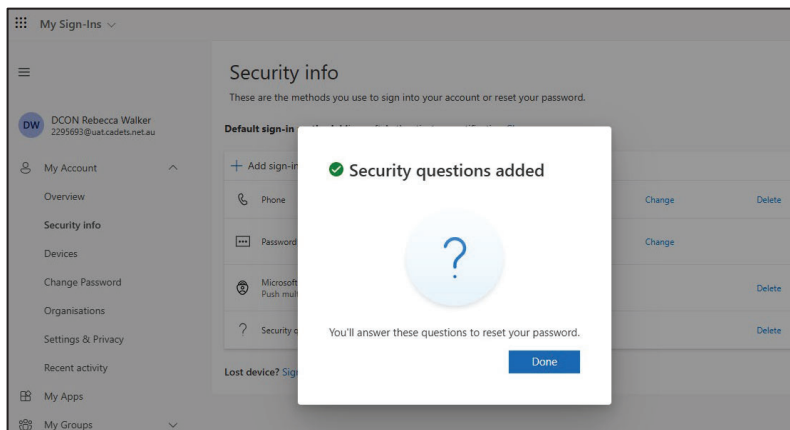 My Sign-Ins
DW
DCON Rebecca Walker
2295693@uat.cadets.net.au
My Account
Overview
Security info
Devices
Change Password
Organisations
Settings & Privacy
Recent activity
My Apps
My Groups
Security info
These are the methods you use to sign into your account or reset your password.
Default sign-in
+ Add sign-in
Phone Change Delete
Password Change
Microsoft Delete
Push
Security Delete
Lost device?
Security questions added
?
You'll answer these questions to reset your password.
Done